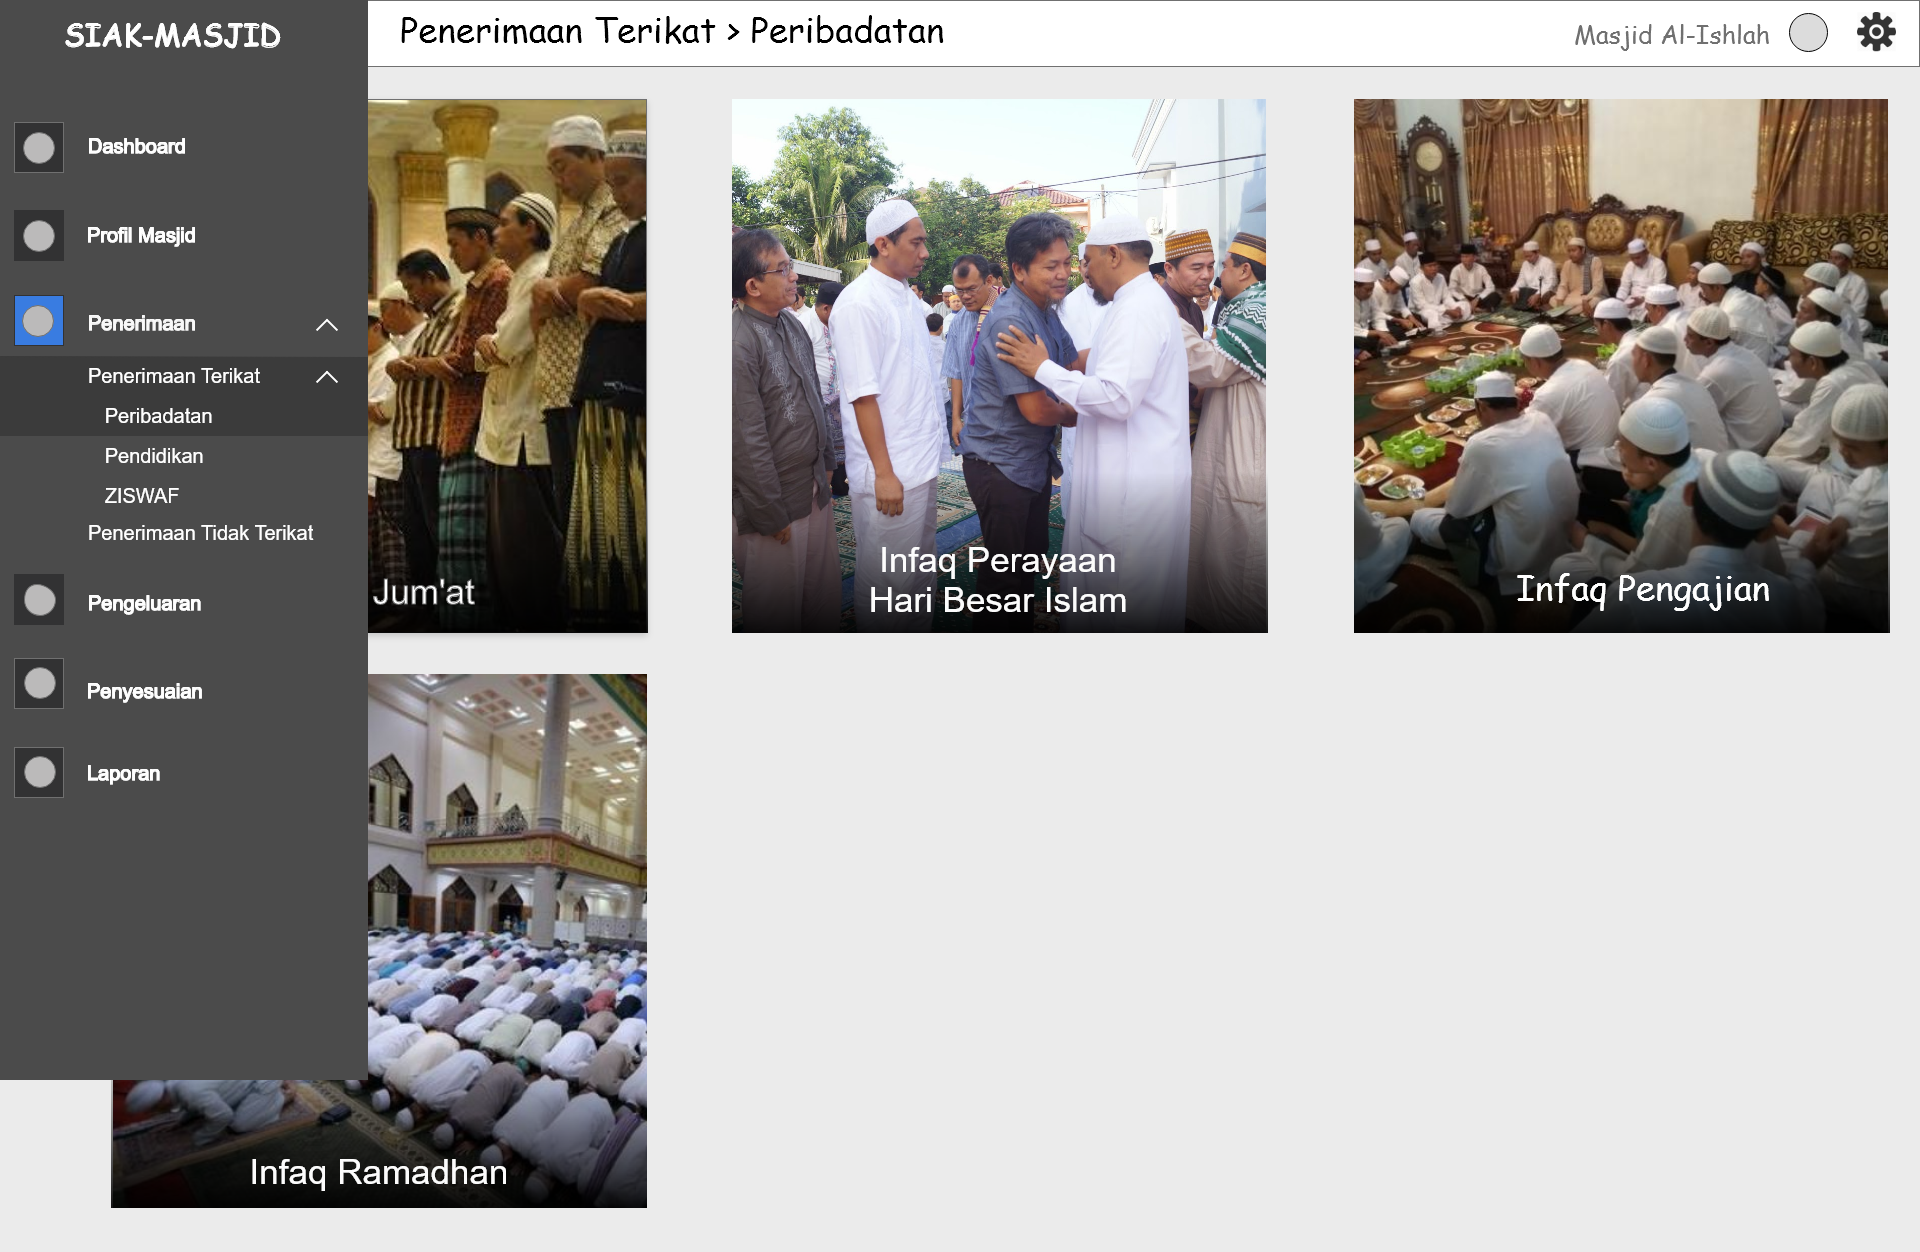 SIAK-MASJID
Penerimaan Terikat > Peribadatan
Masjid Al-Ishlah
Dashboard
Profil Masjid
Penerimaan
Penerimaan Terikat
Peribadatan
Pendidikan
ZISWAF
Penerimaan Tidak Terikat
Pengeluaran
Penyesuaian
Laporan
Jum'at
Infaq Perayaan
Hari Besar Islam
Infaq Pengajian
Infaq Ramadhan